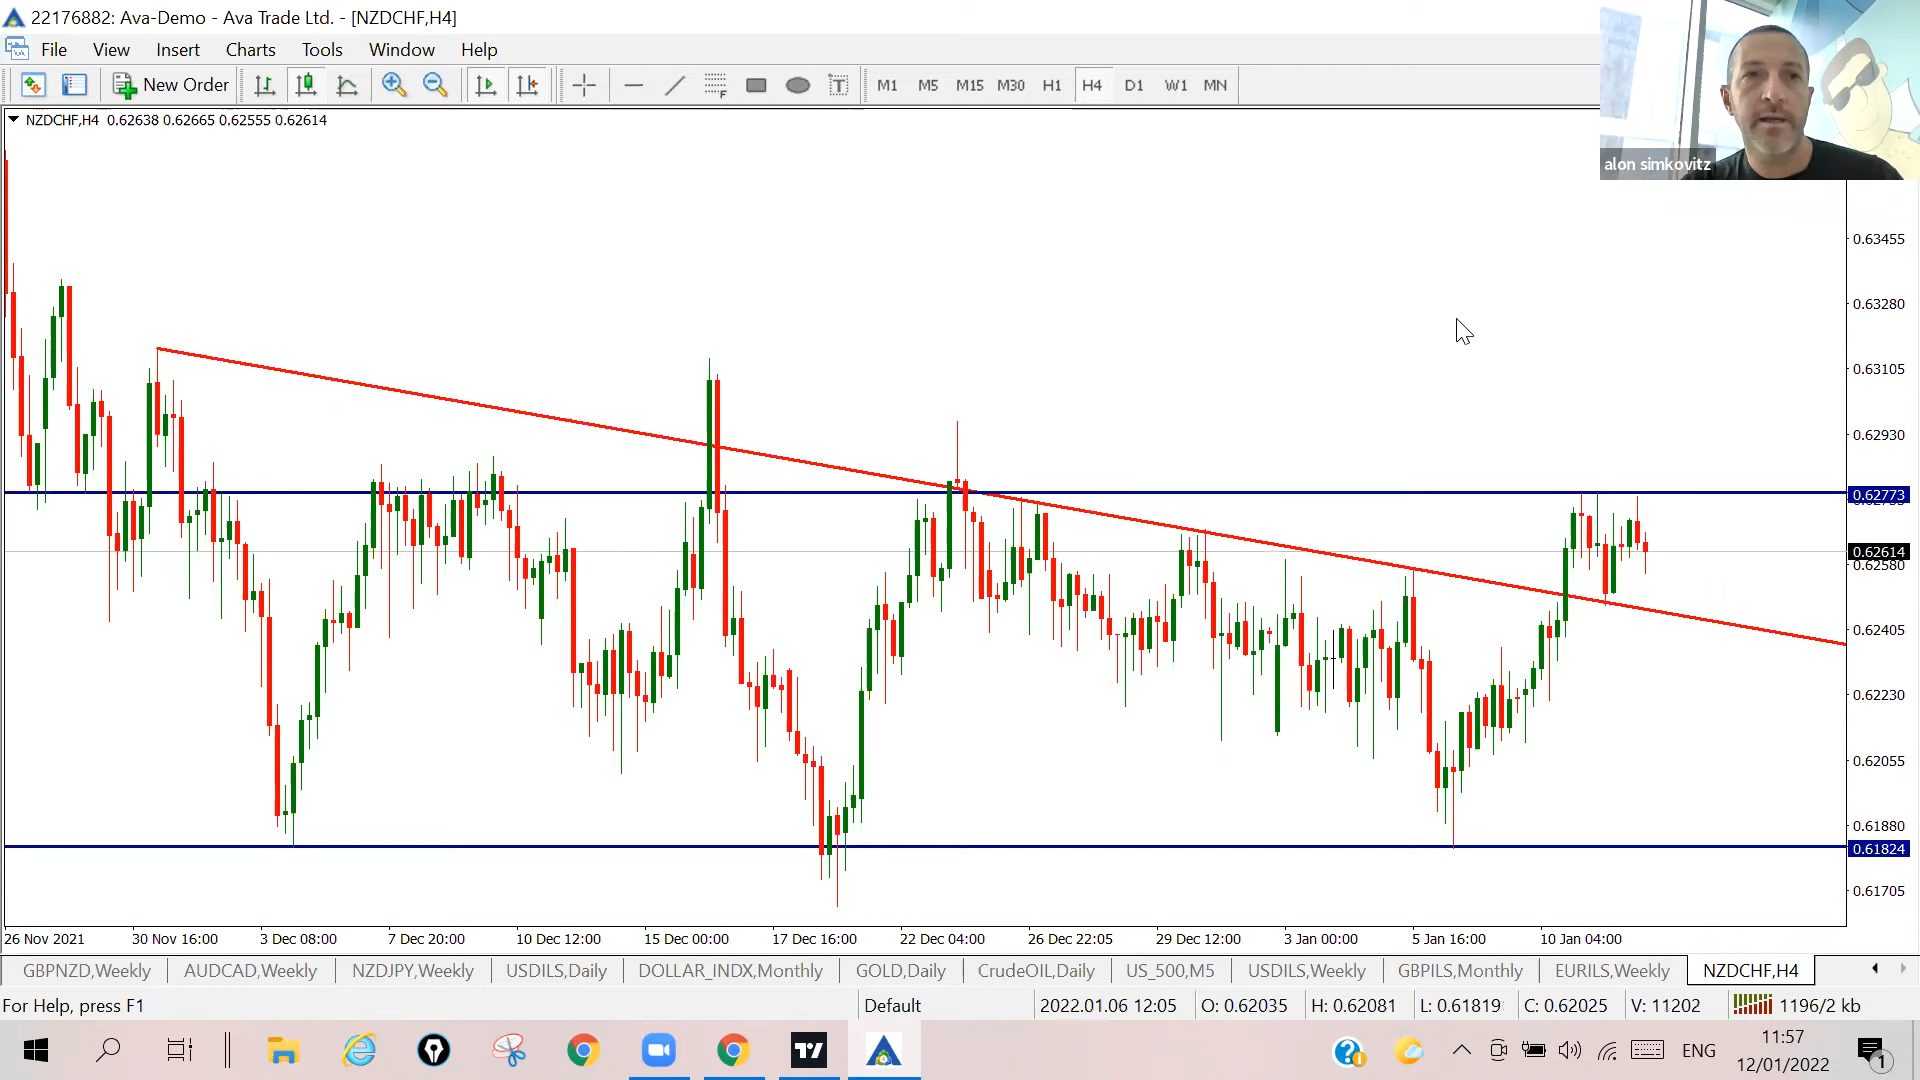 22176882: Ava-Demo - Ava Trade Ltd. - [NZDCHF,H4]
File View Insert Charts Tools Window Help
New Order M1 M5 M15 M30 H1 H4 D1 W1 MN
NZDCHF,H4 0.62638 0.62665 0.62555 0.62614
alon simkovitz
0.63455
0.63280
0.63105
0.62930
0.62773
0.62614
0.62580
0.62405
0.62230
0.62055
0.61880
0.61824
0.61705
26 Nov 2021 30 Nov 16:00 3 Dec 08:00 7 Dec 20:00 10 Dec 12:00 15 Dec 00:00 17 Dec 16:00 22 Dec 04:00 26 Dec 22:05 29 Dec 12:00 3 Jan 00:00 5 Jan 16:00 10 Jan 04:00
GBPNZD,Weekly AUDCAD,Weekly NZDJPY,Weekly USDILS,Daily DOLLAR_INDX,Monthly GOLD,Daily CrudeOIL,Daily US_500,M5 USDILS,Weekly GBPILS,Monthly EURILS,Weekly NZDCHF,H4
For Help, press F1 Default 2022.01.06 12:05 O: 0.62035 H: 0.62081 L: 0.61819 C: 0.62025 V: 11202 1196/2 kb
ENG
11:57
12/01/2022
1